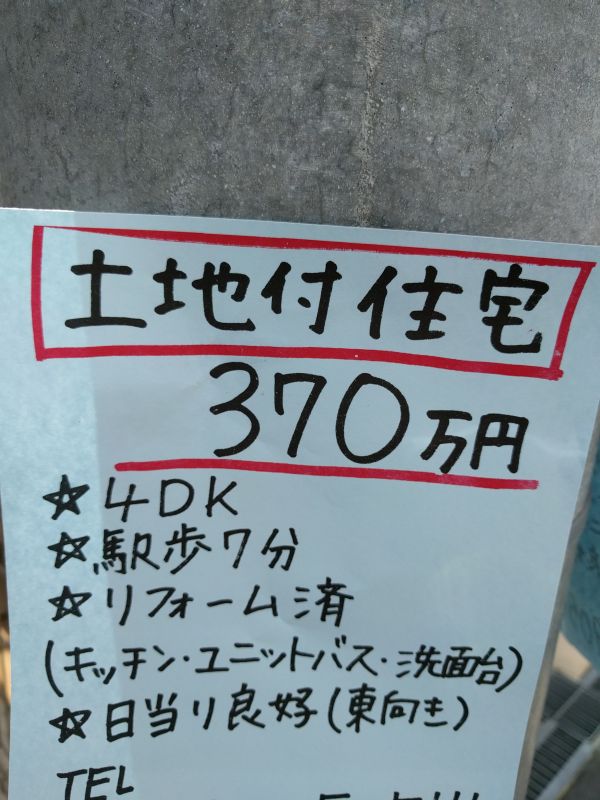 土地付住宅
370万円
☆4DK
☆駅歩7分
☆リフォーム済
(キッチン・ユニットバス・洗面台)
☆日当り良好(東向き)
TEL